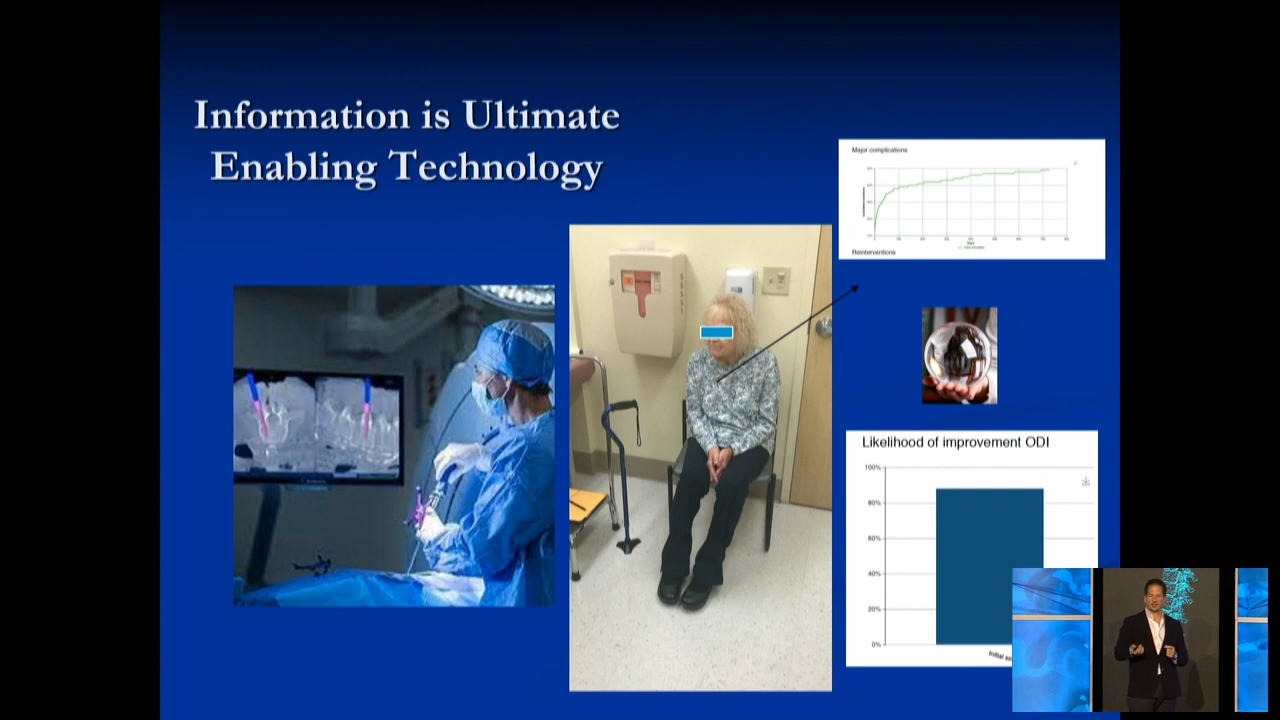 Information is Ultimate
Enabling Technology
Major complications
Reinterventions
Likelihood of improvement ODI
100%
80%
60%
40%
20%
0%